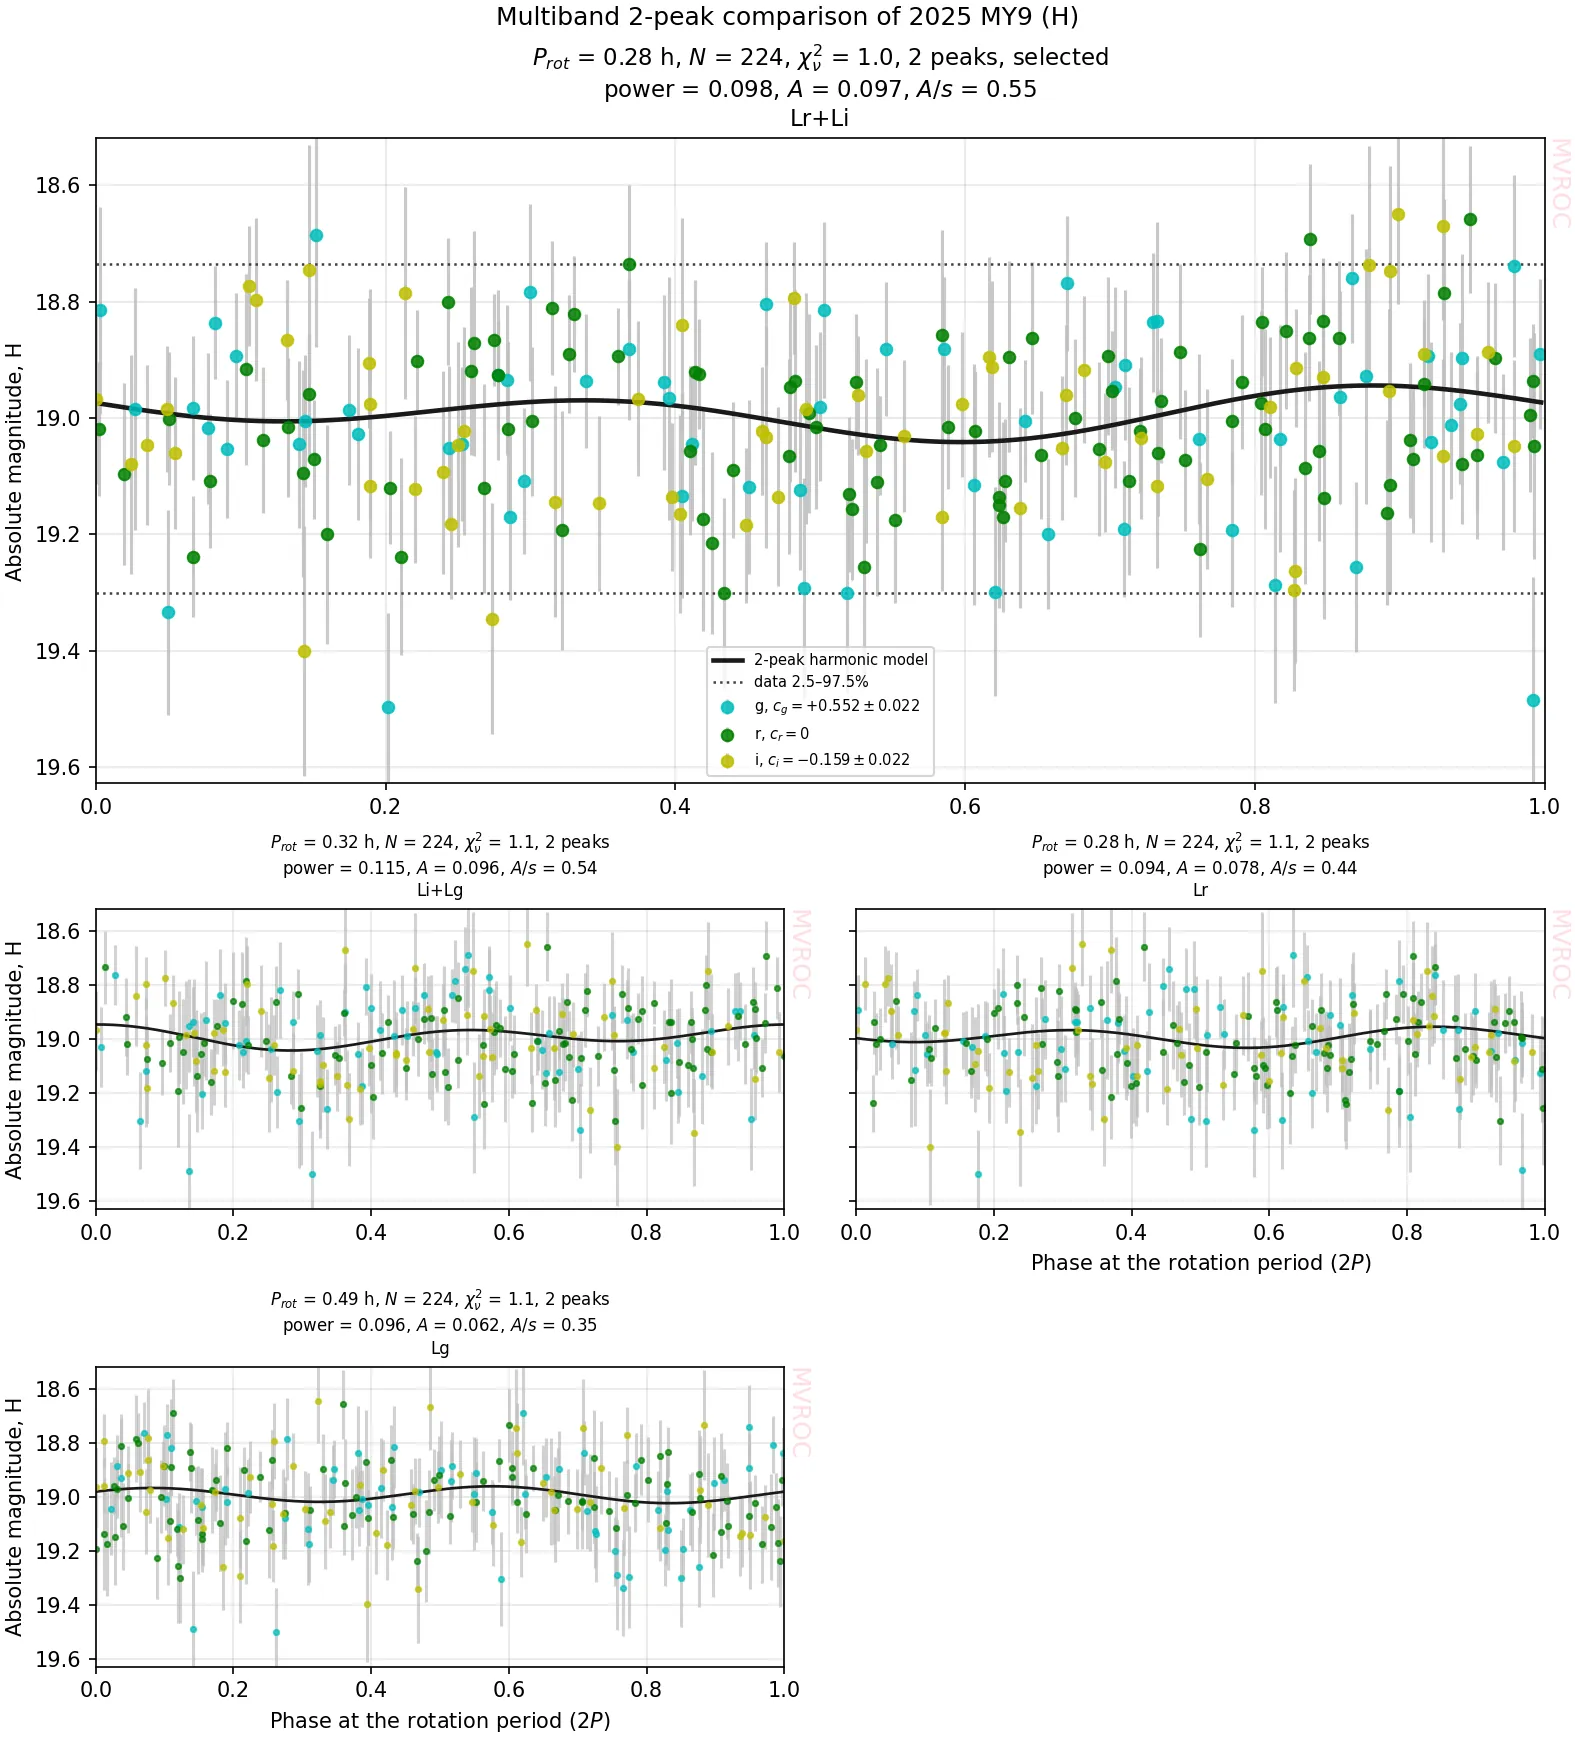 Multiband 2-peak comparison of 2025 MY9 (H)
P_rot = 0.28 h, N = 224, χ²_ν = 1.0, 2 peaks, selected
power = 0.098, A = 0.097, A/s = 0.55
Lr+Li
MVROC
Absolute magnitude, H
18.6
18.8
19.0
19.2
19.4
19.6
2-peak harmonic model
data 2.5–97.5%
g, c_g = +0.552 ± 0.022
r, c_r = 0
i, c_i = −0.159 ± 0.022
0.0 0.2 0.4 0.6 0.8 1.0
P_rot = 0.32 h, N = 224, χ²_ν = 1.1, 2 peaks
power = 0.115, A = 0.096, A/s = 0.54
Li+Lg
MVROC
Absolute magnitude, H
18.6
18.8
19.0
19.2
19.4
19.6
0.0 0.2 0.4 0.6 0.8 1.0
P_rot = 0.28 h, N = 224, χ²_ν = 1.1, 2 peaks
power = 0.094, A = 0.078, A/s = 0.44
Lr
MVROC
0.0 0.2 0.4 0.6 0.8 1.0
Phase at the rotation period (2P)
P_rot = 0.49 h, N = 224, χ²_ν = 1.1, 2 peaks
power = 0.096, A = 0.062, A/s = 0.35
Lg
MVROC
Absolute magnitude, H
18.6
18.8
19.0
19.2
19.4
19.6
0.0 0.2 0.4 0.6 0.8 1.0
Phase at the rotation period (2P)